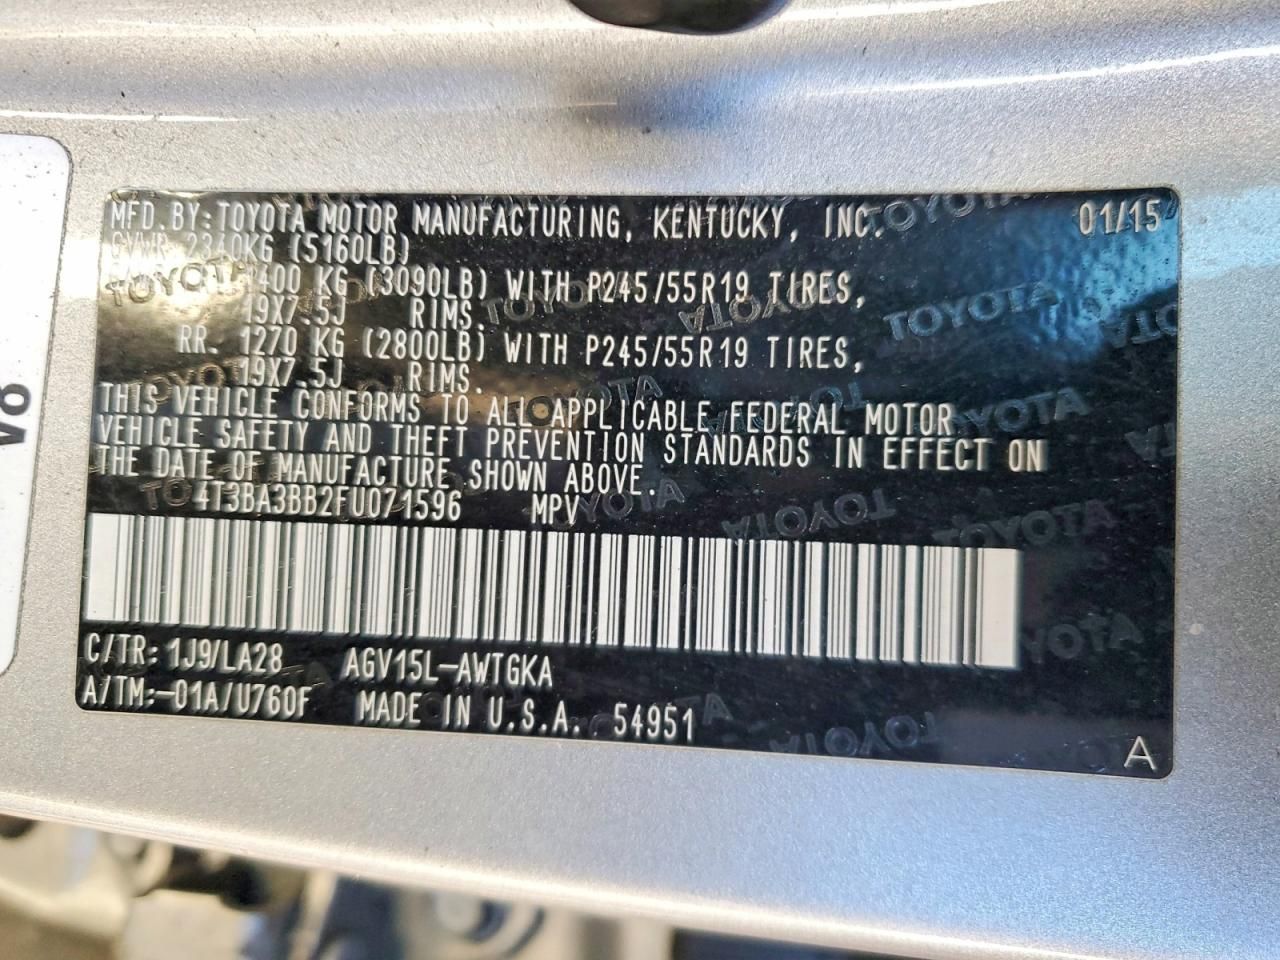 MFD. BY: TOYOTA MOTOR MANUFACTURING, KENTUCKY, INC. 01/15
GVWR 2340KG (5160LB)
1400 KG (3090LB) WITH P245/55R19 TIRES,
19X7.5J RIMS.
RR. 1270 KG (2800LB) WITH P245/55R19 TIRES,
19X7.5J RIMS.
THIS VEHICLE CONFORMS TO ALL APPLICABLE FEDERAL MOTOR
VEHICLE SAFETY AND THEFT PREVENTION STANDARDS IN EFFECT ON
THE DATE OF MANUFACTURE SHOWN ABOVE.
4T3BA3BB2FU071596 MPV
C/TR: 1J9/LA28 AGV15L-AWTGKA
A/TM:-01A/U760F MADE IN U.S.A. 54951
A
V8
TOYOTA